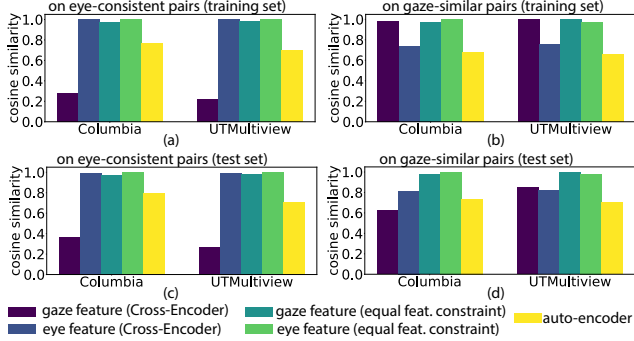 on eye-consistent pairs (training set)
on gaze-similar pairs (training set)
cosine similarity
1.0
0.8
0.6
0.4
0.2
0.0
Columbia
UTMultiview
(a)
cosine similarity
1.0
0.8
0.6
0.4
0.2
0.0
Columbia
UTMultiview
(b)
on eye-consistent pairs (test set)
on gaze-similar pairs (test set)
cosine similarity
1.0
0.8
0.6
0.4
0.2
0.0
Columbia
UTMultiview
(c)
cosine similarity
1.0
0.8
0.6
0.4
0.2
0.0
Columbia
UTMultiview
(d)
gaze feature (Cross-Encoder)
gaze feature (equal feat. constraint)
auto-encoder
eye feature (Cross-Encoder)
eye feature (equal feat. constraint)